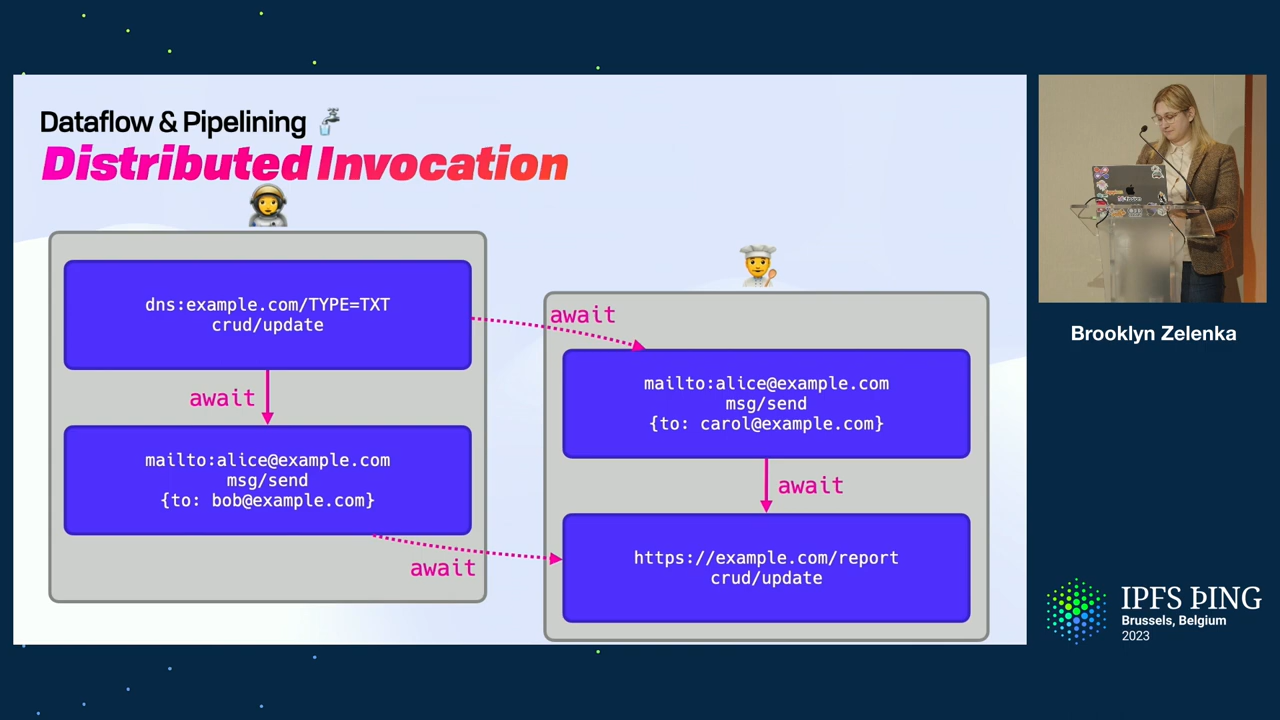 Dataflow & Pipelining
Distributed Invocation
dns:example.com/TYPE=TXT
crud/update
await
mailto:alice@example.com
msg/send
{to: bob@example.com}
await
await
mailto:alice@example.com
msg/send
{to: carol@example.com}
await
https://example.com/report
crud/update
Brooklyn Zelenka
IPFS ÞING
Brussels, Belgium
2023